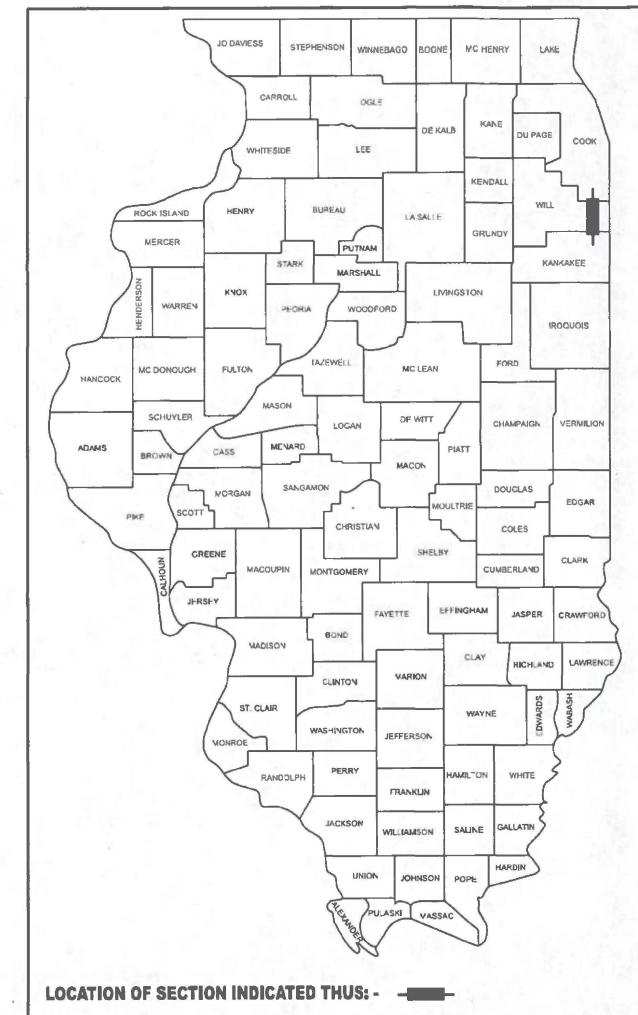 JO DAVIESS STEPHENSON WINNEBAGO BOONE MC HENRY LAKE
CARROLL OGLE DE KALB KANE DU PAGE COOK
WHITESIDE LEE
KENDALL WILL
ROCK ISLAND HENRY BUREAU LA SALLE GRUNDY
MERCER PUTNAM KANKAKEE
STARK MARSHALL
HENDERSON WARREN KNOX PEORIA WOODFORD LIVINGSTON IROQUOIS
HANCOCK MC DONOUGH FULTON TAZEWELL MC LEAN FORD
SCHUYLER MASON LOGAN DE WITT CHAMPAIGN VERMILION
ADAMS BROWN CASS MENARD MACON PIATT
PIKE SCOTT MORGAN SANGAMON CHRISTIAN MOULTRIE DOUGLAS EDGAR
COLES
CALHOUN GREENE MACOUPIN MONTGOMERY SHELBY CUMBERLAND CLARK
JERSEY FAYETTE EFFINGHAM JASPER CRAWFORD
MADISON BOND CLAY RICHLAND LAWRENCE
CLINTON MARION
ST. CLAIR WAYNE EDWARDS WABASH
MONROE WASHINGTON JEFFERSON
RANDOLPH PERRY HAMILTON WHITE
FRANKLIN
JACKSON WILLIAMSON SALINE GALLATIN
UNION JOHNSON POPE HARDIN
ALEXANDER PULASKI MASSAC
LOCATION OF SECTION INDICATED THUS: -